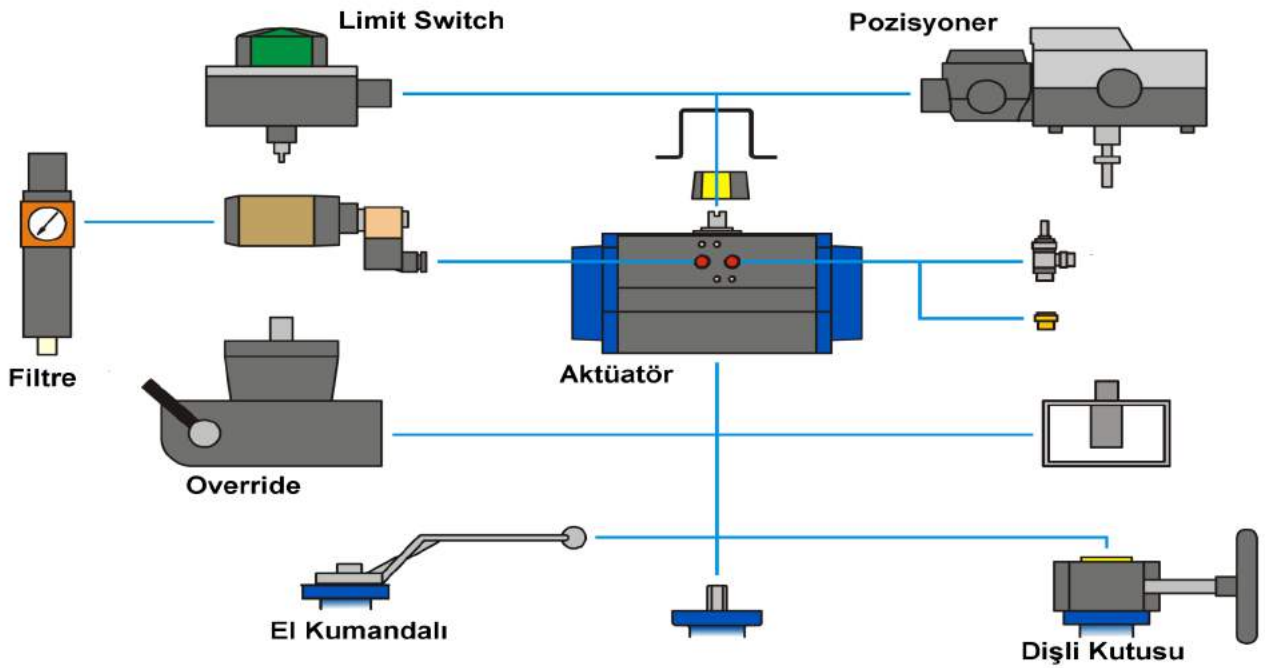 Limit Switch
Pozisyoner
Filtre
Aktüatör
Override
El Kumandalı
Dişli Kutusu